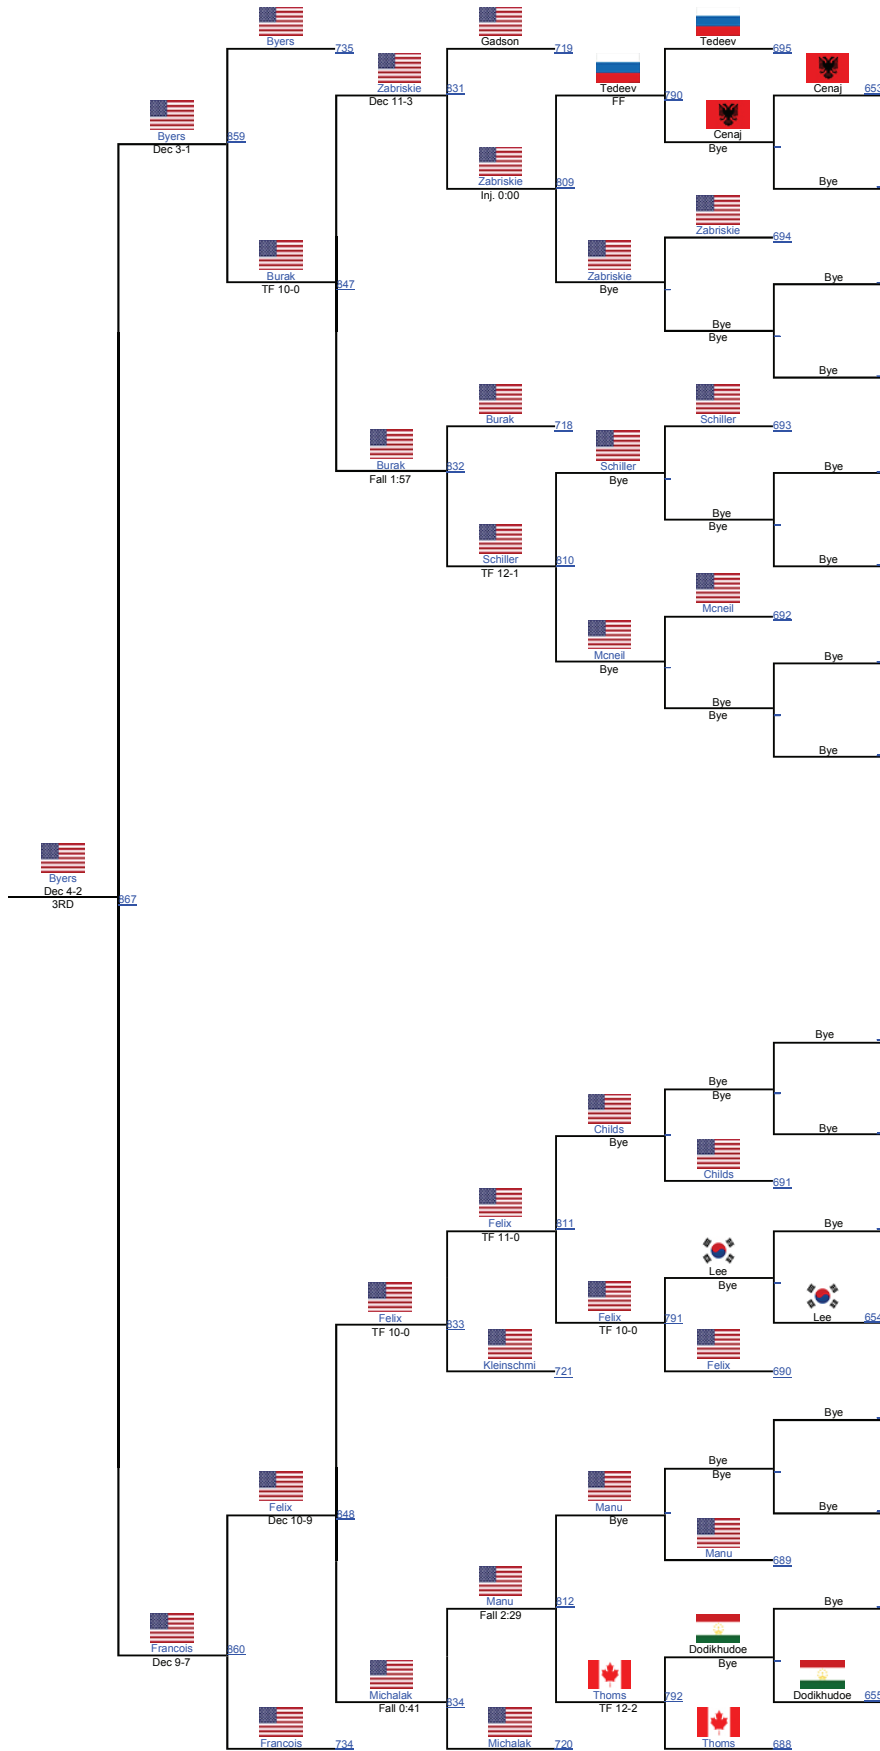 Byers
735
Gadson
719
Tedeev
695
Zabriskie
Dec 11-3
831
Tedeev
FF
790
Cenaj
653
Byers
Dec 3-1
859
Cenaj
Bye
Zabriskie
Inj. 0:00
809
Bye
Zabriskie
694
Burak
TF 10-0
847
Zabriskie
Bye
Bye
Bye
Bye
Bye
Burak
718
Schiller
693
Burak
Fall 1:57
832
Schiller
Bye
Bye
Bye
Bye
Schiller
TF 12-1
810
Bye
Mcneil
692
Mcneil
Bye
Bye
Bye
Bye
Bye
Byers
Dec 4-2
3RD
867
Bye
Bye
Bye
Childs
Bye
Bye
Childs
691
Felix
TF 11-0
811
Bye
Lee
Bye
Felix
TF 10-0
833
Felix
TF 10-0
791
Lee
654
Kleinschmi
721
Felix
690
Bye
Bye
Bye
Felix
Dec 10-9
848
Manu
Bye
Bye
Manu
689
Manu
Fall 2:29
812
Bye
Francois
Dec 9-7
860
Dodikhudoe
Bye
Michalak
Fall 0:41
834
Thoms
TF 12-2
792
Dodikhudoe
655
Francois
734
Michalak
720
Thoms
688